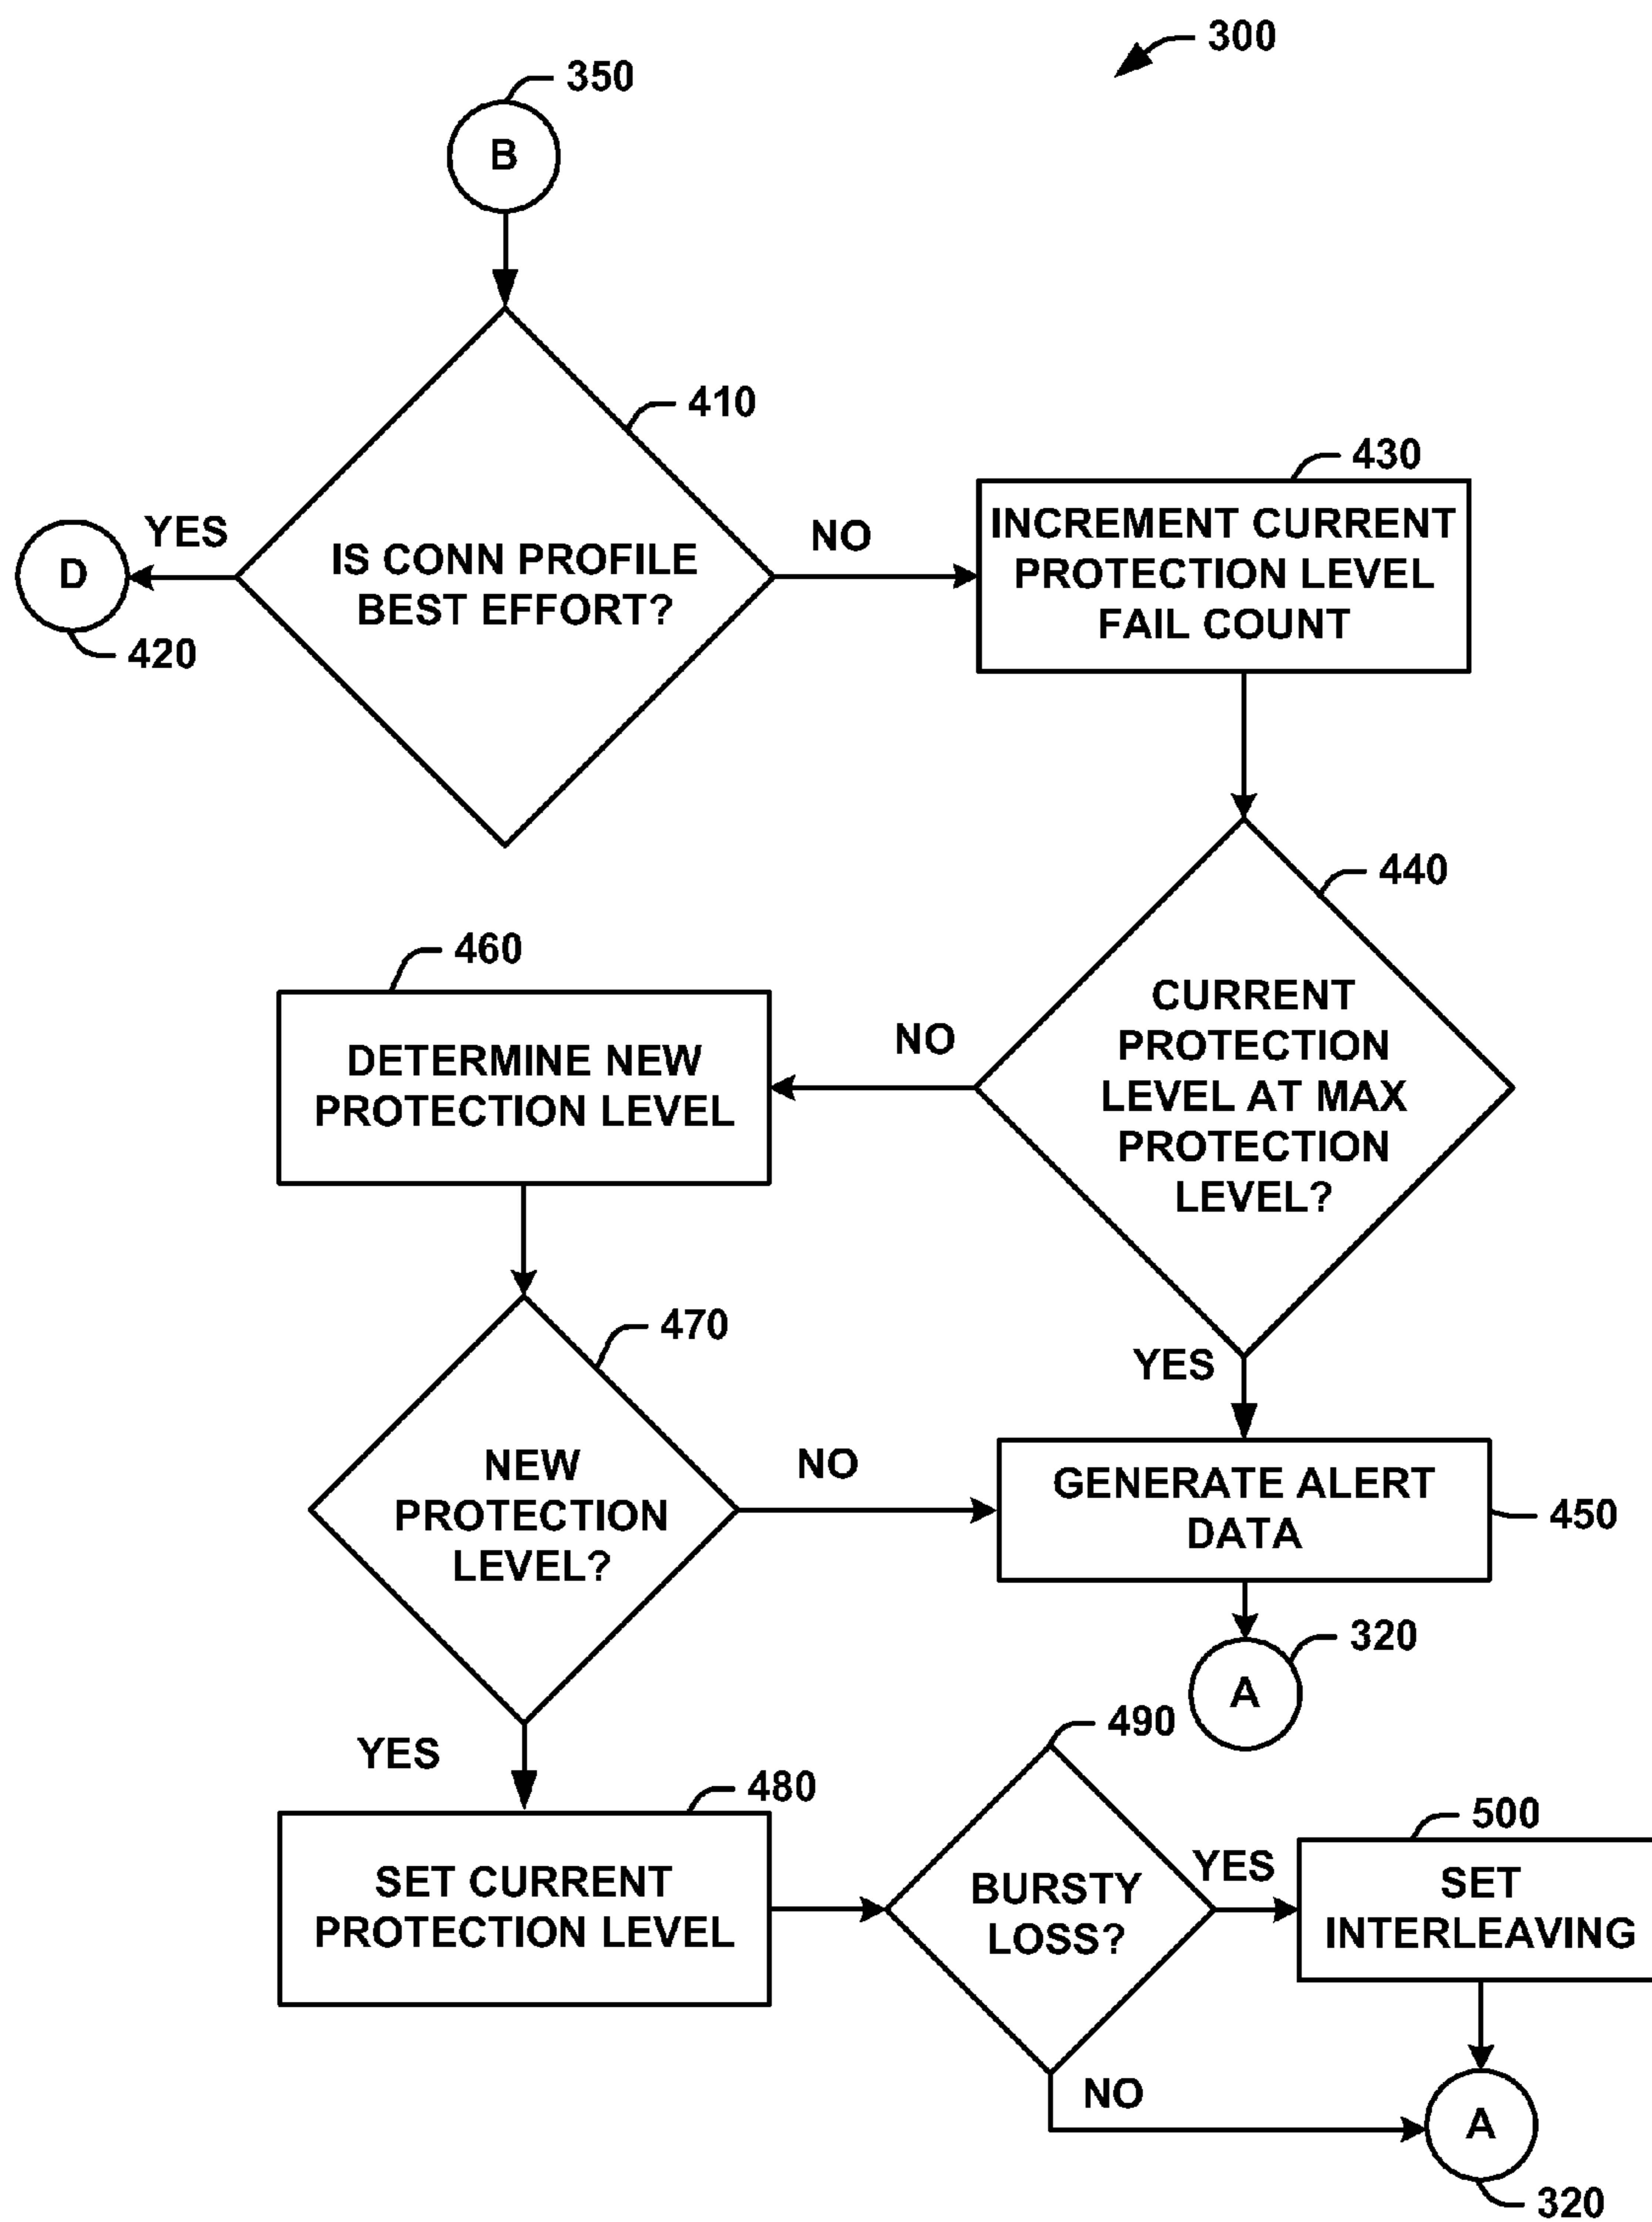 300
350
B
410
IS CONN PROFILE
BEST EFFORT?
YES
D
420
NO
430
INCREMENT CURRENT
PROTECTION LEVEL
FAIL COUNT
440
CURRENT
PROTECTION
LEVEL AT MAX
PROTECTION
LEVEL?
NO
460
DETERMINE NEW
PROTECTION LEVEL
470
NEW
PROTECTION
LEVEL?
NO
YES
GENERATE ALERT
DATA
450
320
A
YES
480
SET CURRENT
PROTECTION LEVEL
490
BURSTY
LOSS?
YES
500
SET
INTERLEAVING
NO
A
320